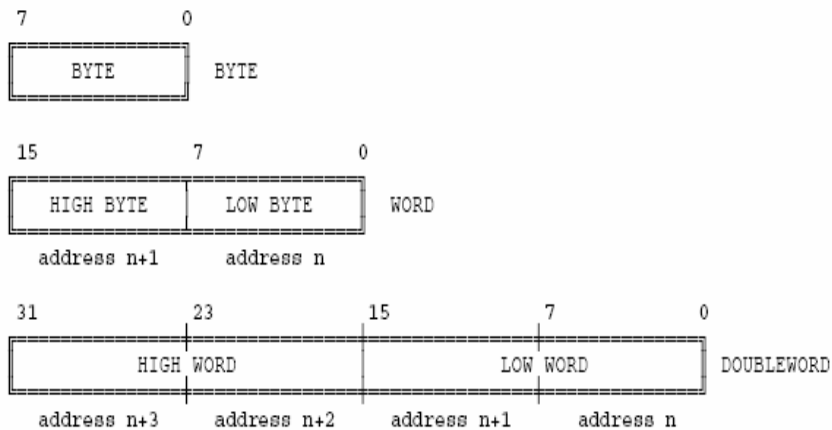 7 0
BYTE BYTE
15 7 0
HIGH BYTE LOW BYTE WORD
address n+1 address n
31 23 15 7 0
HIGH WORD LOW WORD DOUBLEWORD
address n+3 address n+2 address n+1 address n